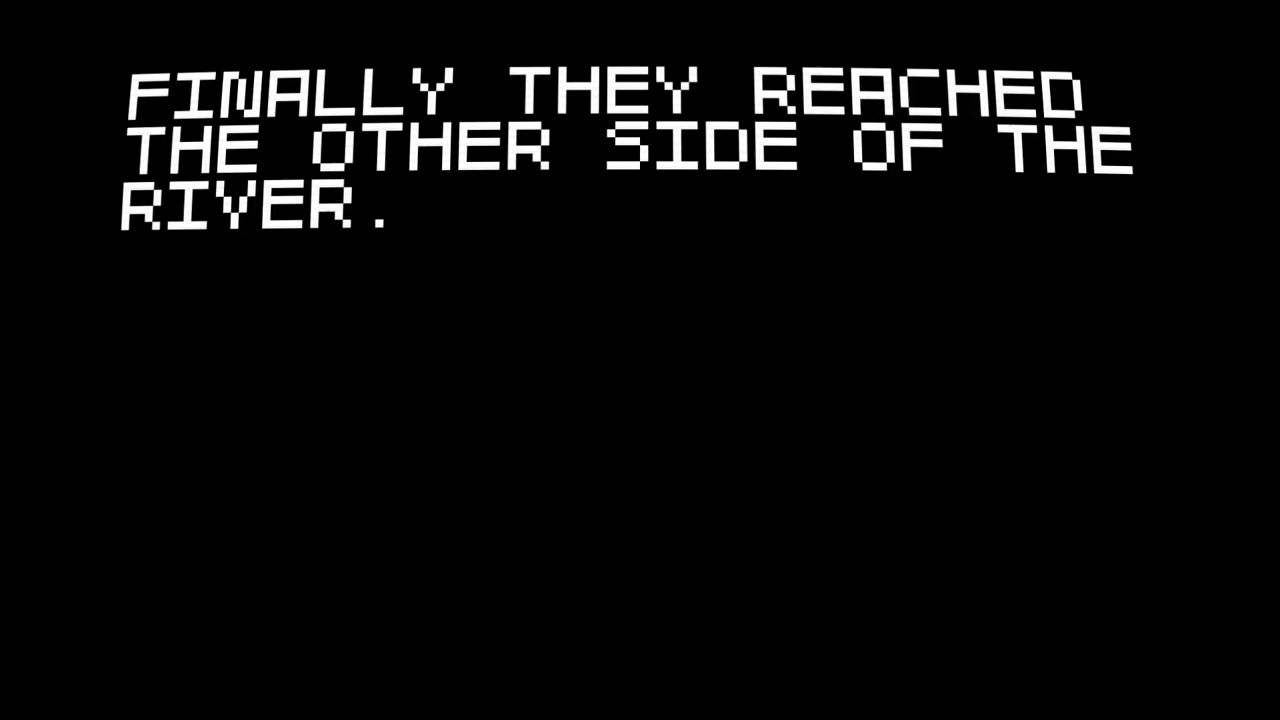 FINALLY THEY REACHED
THE OTHER SIDE OF THE
RIVER.